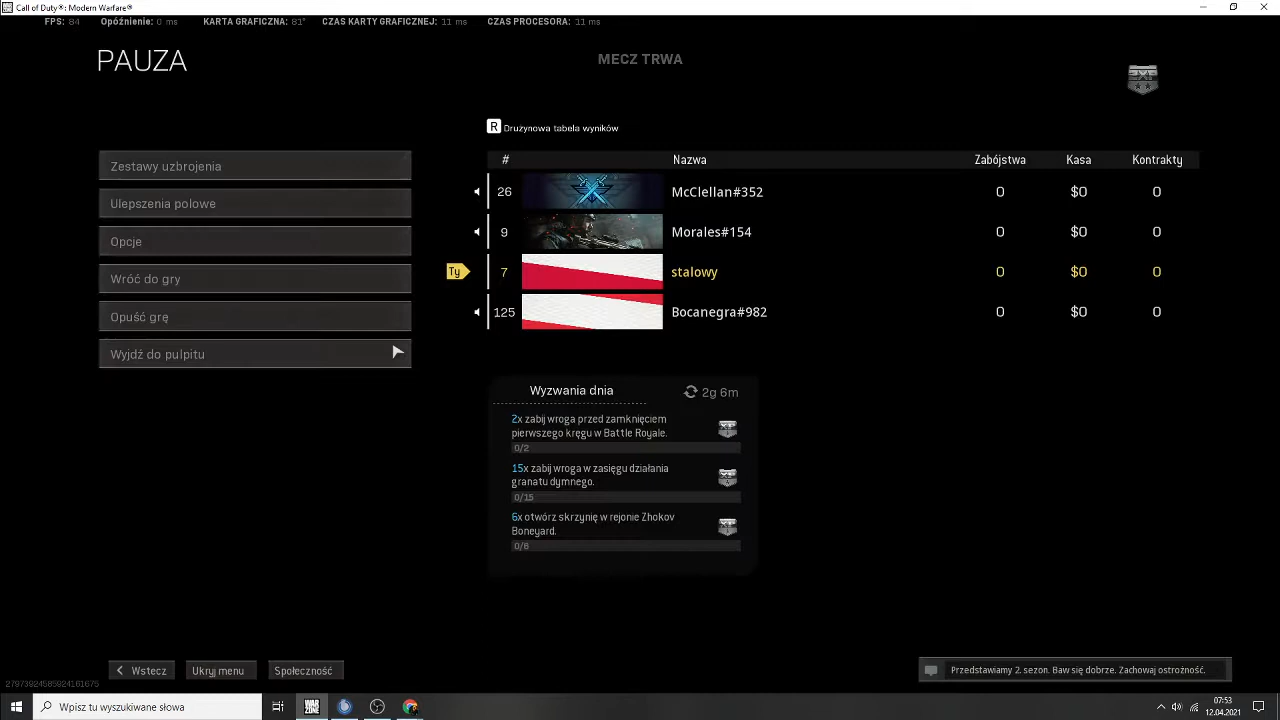 Call of Duty®: Modern Warfare®
FPS: 84 Opóźnienie: 0 ms KARTA GRAFICZNA: 81° CZAS KARTY GRAFICZNEJ: 11 ms CZAS PROCESORA: 11 ms
PAUZA
MECZ TRWA
R Drużynowa tabela wyników
# Nazwa Zabójstwa Kasa Kontrakty
Zestawy uzbrojenia
Ulepszenia polowe
Opcje
Wróć do gry
Opuść grę
Wyjdź do pulpitu
26 McClellan#352 0 $0 0
9 Morales#154 0 $0 0
Ty 7 stalowy 0 $0 0
125 Bocanegra#982 0 $0 0
Wyzwania dnia 2g 6m
2x zabij wroga przed zamknięciem
pierwszego kręgu w Battle Royale.
0/2
15x zabij wroga w zasięgu działania
granatu dymnego.
0/15
6x otwórz skrzynię w rejonie Zhokov
Boneyard.
0/6
Wstecz Ukryj menu Społeczność
Przedstawiamy 2. sezon. Baw się dobrze. Zachowaj ostrożność.
Wpisz tu wyszukiwane słowa
WAR
ZONE
07:53
12.04.2021